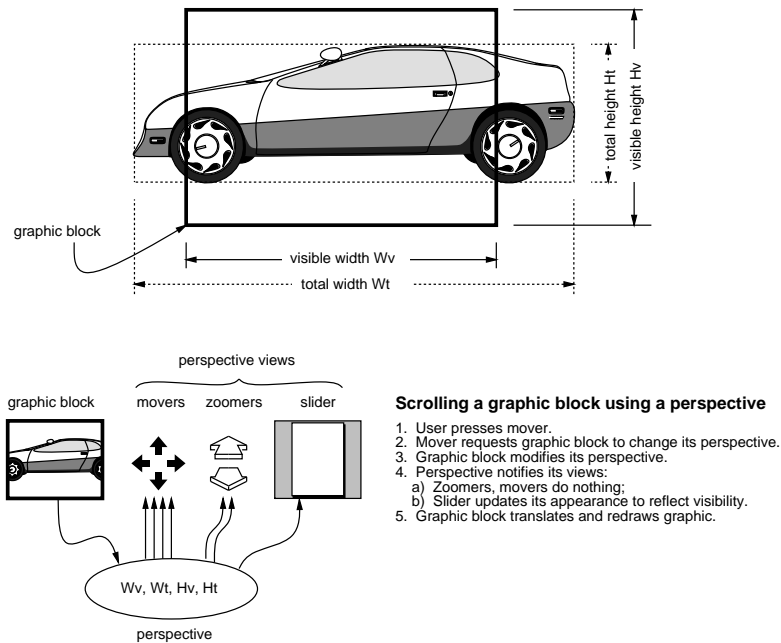 total height Ht
visible height Hv
graphic block
visible width Wv
total width Wt
perspective views
graphic block
movers
zoomers
slider
Scrolling a graphic block using a perspective
1. User presses mover.
2. Mover requests graphic block to change its perspective.
3. Graphic block modifies its perspective.
4. Perspective notifies its views:
a) Zoomers, movers do nothing;
b) Slider updates its appearance to reflect visibility.
5. Graphic block translates and redraws graphic.
Wv, Wt, Hv, Ht
perspective